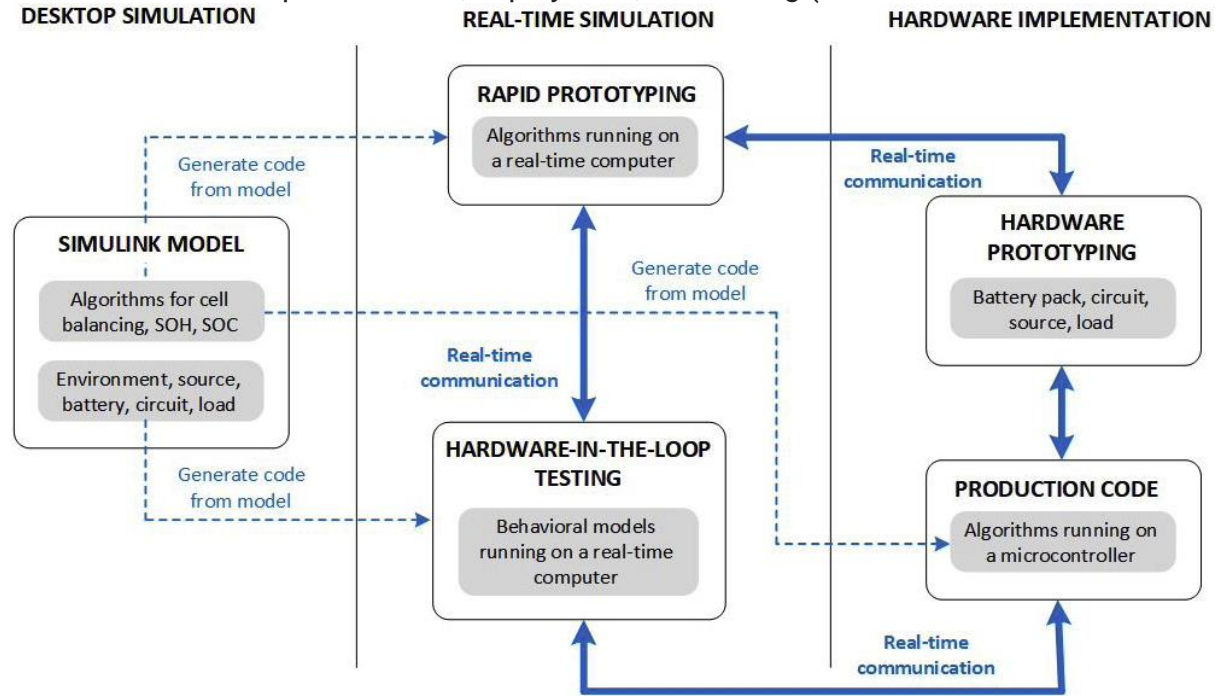 DESKTOP SIMULATION
REAL-TIME SIMULATION
HARDWARE IMPLEMENTATION
RAPID PROTOTYPING
Algorithms running on
a real-time computer
Generate code
from model
Real-time
communication
SIMULINK MODEL
Algorithms for cell
balancing, SOH, SOC
Environment, source,
battery, circuit, load
Generate code
from model
HARDWARE
PROTOTYPING
Battery pack, circuit,
source, load
Real-time
communication
Generate code
from model
HARDWARE-IN-THE-LOOP
TESTING
Behavioral models
running on a real-time
computer
PRODUCTION CODE
Algorithms running on
a microcontroller
Real-time
communication